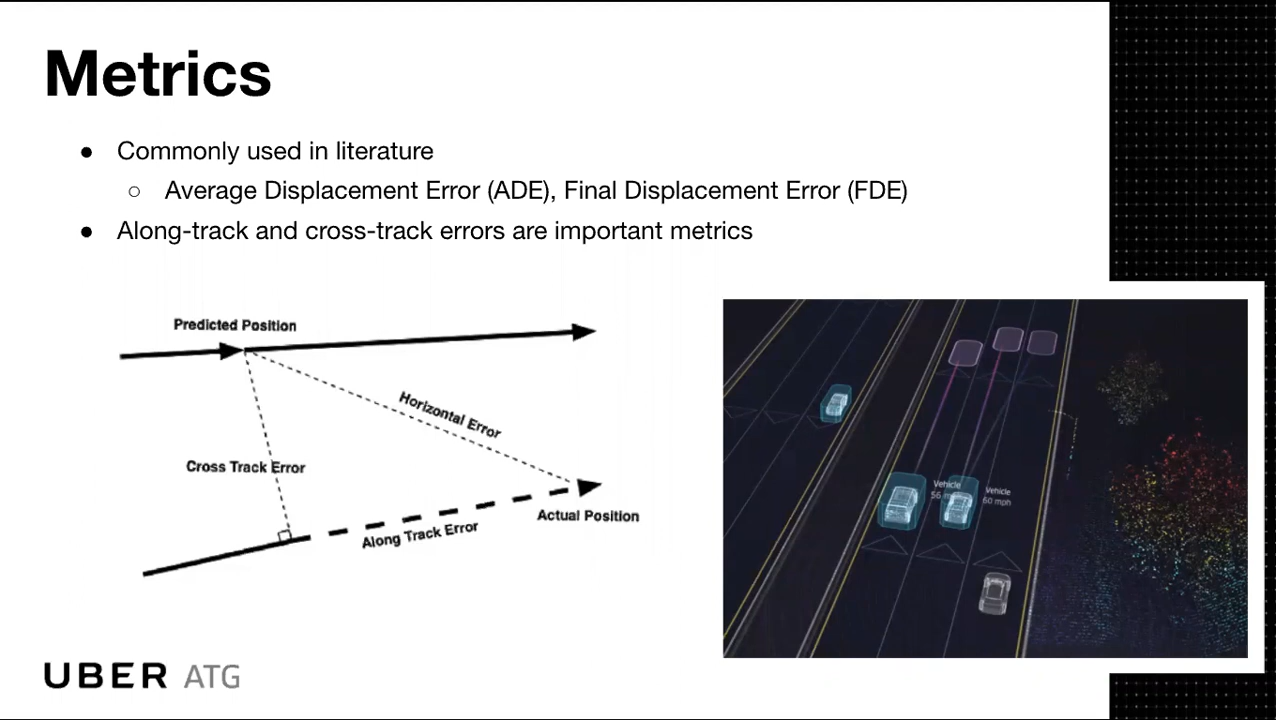 Metrics
● Commonly used in literature
○ Average Displacement Error (ADE), Final Displacement Error (FDE)
● Along-track and cross-track errors are important metrics
Predicted Position
Horizontal Error
Cross Track Error
Along Track Error
Actual Position
Vehicle
56
Vehicle
60 mph
UBER ATG